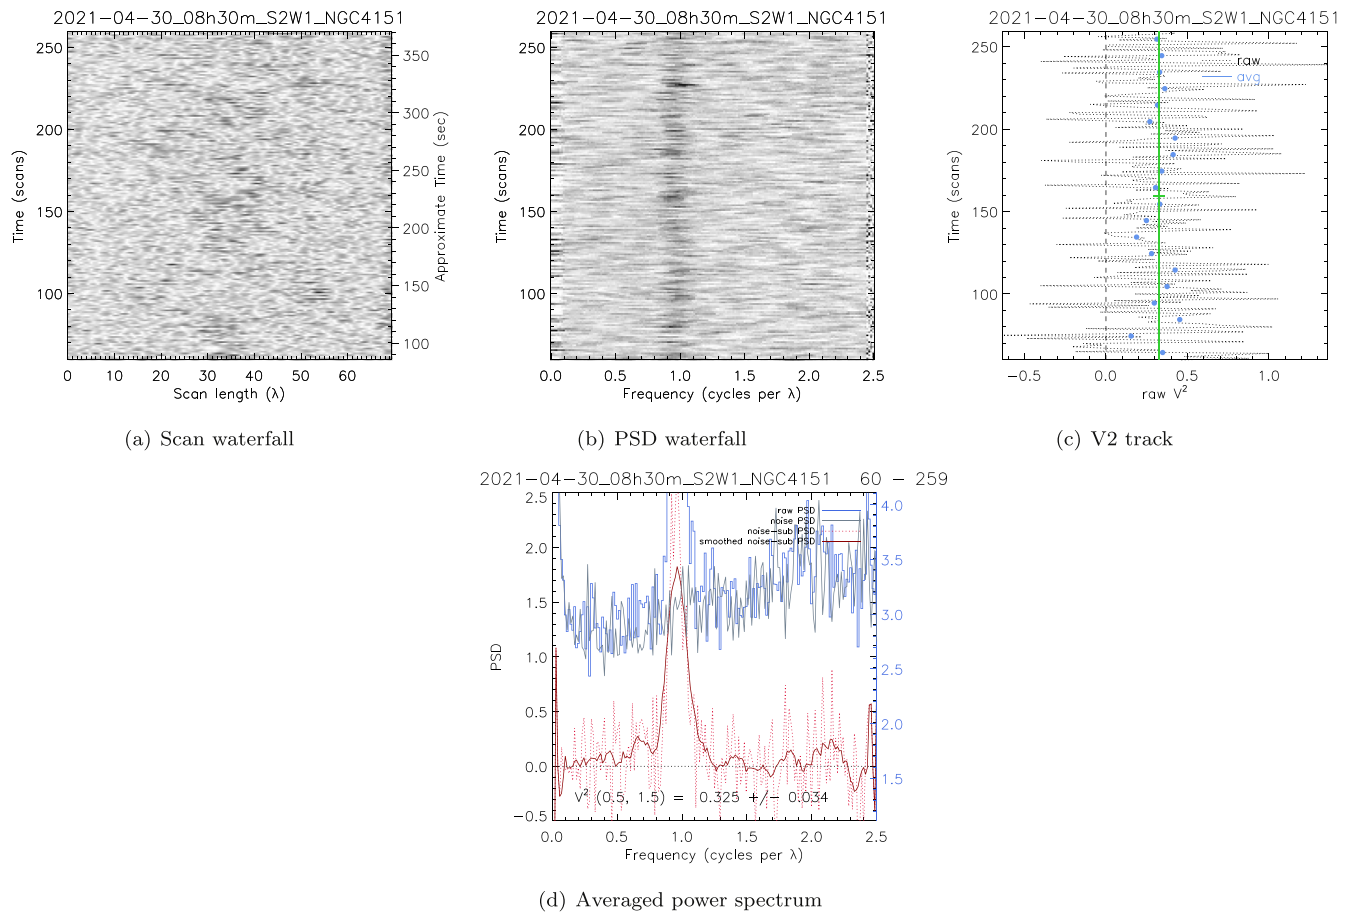 2021-04-30_08h30m_S2W1_NGC4151
250
200
150
100
Time (scans)
350
300
250
200
150
100
Approximate Time (sec)
0 10 20 30 40 50 60
Scan length (λ)
(a) Scan waterfall
2021-04-30_08h30m_S2W1_NGC4151
250
200
150
100
Time (scans)
0.0 0.5 1.0 1.5 2.0 2.5
Frequency (cycles per λ)
(b) PSD waterfall
2021-04-30_08h30m_S2W1_NGC4151
250
200
150
100
Time (scans)
raw
avg
−0.5 0.0 0.5 1.0
raw V²
(c) V2 track
2021-04-30_08h30m_S2W1_NGC4151 60 - 259
2.5
2.0
1.5
1.0
0.5
0.0
−0.5
PSD
raw PSD
noise PSD
noise-sub PSD
smoothed noise-sub PSD
4.0
3.5
3.0
2.5
2.0
1.5
V² (0.5, 1.5) = 0.325 +/- 0.034
0.0 0.5 1.0 1.5 2.0 2.5
Frequency (cycles per λ)
(d) Averaged power spectrum